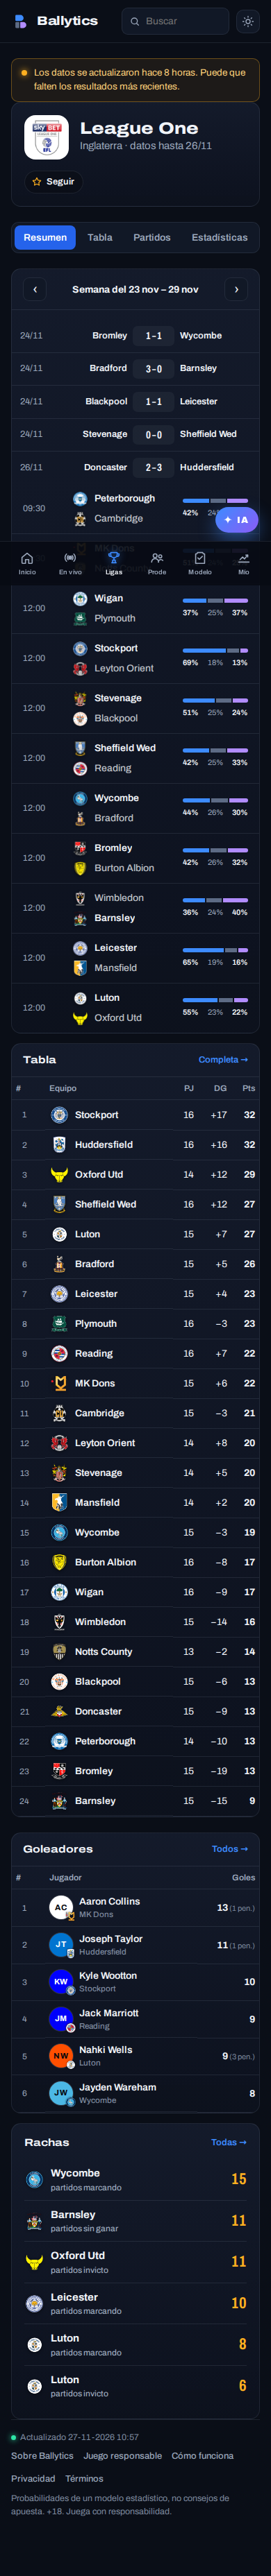 Ballytics
Buscar
Los datos se actualizaron hace 8 horas. Puede que
falten los resultados más recientes.
sky BET
EFL
League One
Inglaterra · datos hasta 26/11
Seguir
Resumen Tabla Partidos Estadísticas
Semana del 23 nov – 29 nov
24/11 Bromley 1-1 Wycombe
24/11 Bradford 3-0 Barnsley
24/11 Blackpool 1-1 Leicester
24/11 Stevenage 0-0 Sheffield Wed
26/11 Doncaster 2-3 Huddersfield
09:30 Peterborough
Cambridge
42%
IA
Inicio En vivo Ligas Prode Modelo Mío
12:00 Wigan
Plymouth
37% 25% 37%
12:00 Stockport
Leyton Orient
69% 18% 13%
12:00 Stevenage
Blackpool
51% 25% 24%
12:00 Sheffield Wed
Reading
42% 25% 33%
12:00 Wycombe
Bradford
44% 26% 30%
12:00 Bromley
Burton Albion
42% 26% 32%
12:00 Wimbledon
Barnsley
36% 24% 40%
12:00 Leicester
Mansfield
65% 19% 16%
12:00 Luton
Oxford Utd
55% 23% 22%
Tabla Completa →
# Equipo PJ DG Pts
1 Stockport 16 +17 32
2 Huddersfield 16 +16 32
3 Oxford Utd 14 +12 29
4 Sheffield Wed 16 +12 27
5 Luton 15 +7 27
6 Bradford 15 +5 26
7 Leicester 15 +4 23
8 Plymouth 16 −3 23
9 Reading 16 +7 22
10 MK Dons 15 +6 22
11 Cambridge 15 −3 21
12 Leyton Orient 14 +8 20
13 Stevenage 14 +5 20
14 Mansfield 14 +2 20
15 Wycombe 15 −3 19
16 Burton Albion 16 −8 17
17 Wigan 16 −9 17
18 Wimbledon 15 −14 16
19 Notts County 13 −2 14
20 Blackpool 15 −6 13
21 Doncaster 15 −9 13
22 Peterborough 14 −10 13
23 Bromley 15 −19 13
24 Barnsley 15 −15 9
Goleadores Todos →
# Jugador Goles
1 AC Aaron Collins 13 (1 pen.)
MK Dons
2 JT Joseph Taylor 11 (1 pen.)
Huddersfield
3 KW Kyle Wootton 10
Stockport
4 JM Jack Marriott 9
Reading
5 NW Nahki Wells 9 (3 pen.)
Luton
6 JW Jayden Wareham 8
Wycombe
Rachas Todas →
Wycombe 15
partidos marcando
Barnsley 11
partidos sin ganar
Oxford Utd 11
partidos invicto
Leicester 10
partidos marcando
Luton 8
partidos marcando
Luton 6
partidos invicto
Actualizado 27-11-2026 10:57
Sobre Ballytics Juego responsable Cómo funciona
Privacidad Términos
Probabilidades de un modelo estadístico, no consejos de
apuesta. +18. Juega con responsabilidad.